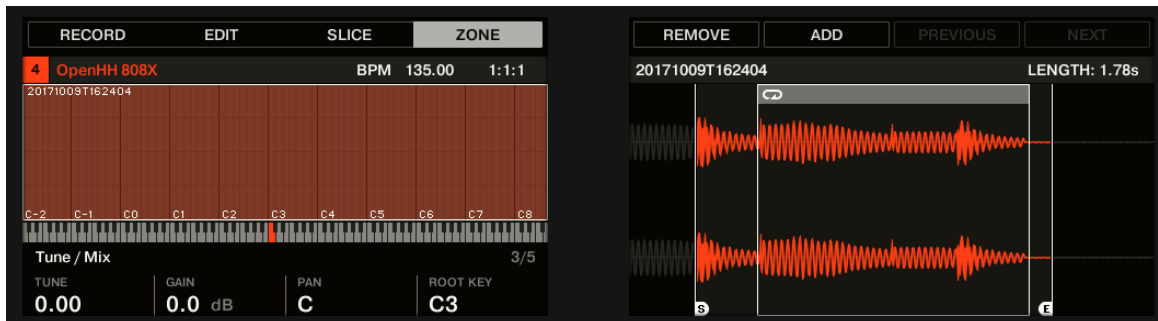 RECORD EDIT SLICE ZONE
4 OpenHH 808X BPM 135.00 1:1:1
20171009T162404
C-2 C-1 C0 C1 C2 C3 C4 C5 C6 C7 C8
Tune / Mix 3/5
TUNE GAIN PAN ROOT KEY
0.00 0.0 dB C C3
REMOVE ADD PREVIOUS NEXT
20171009T162404 LENGTH: 1.78s
S E